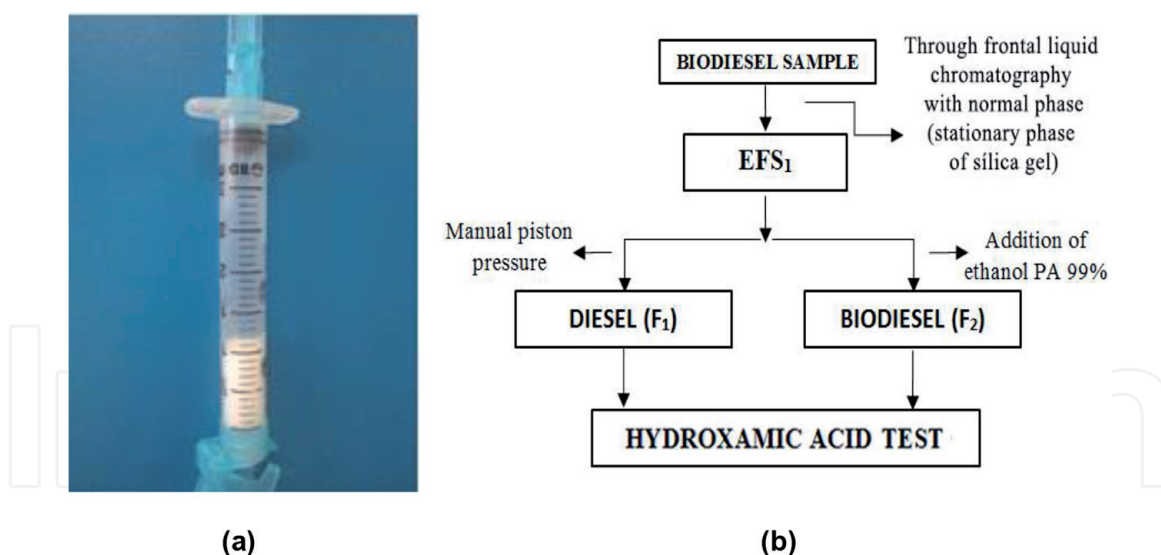 BIODIESEL SAMPLE
Through frontal liquid
chromatography
with normal phase
(stationary phase
of sílica gel)
EFS₁
Manual piston
pressure
Addition of
ethanol PA 99%
DIESEL (F₁)
BIODIESEL (F₂)
HYDROXAMIC ACID TEST
(a)
(b)